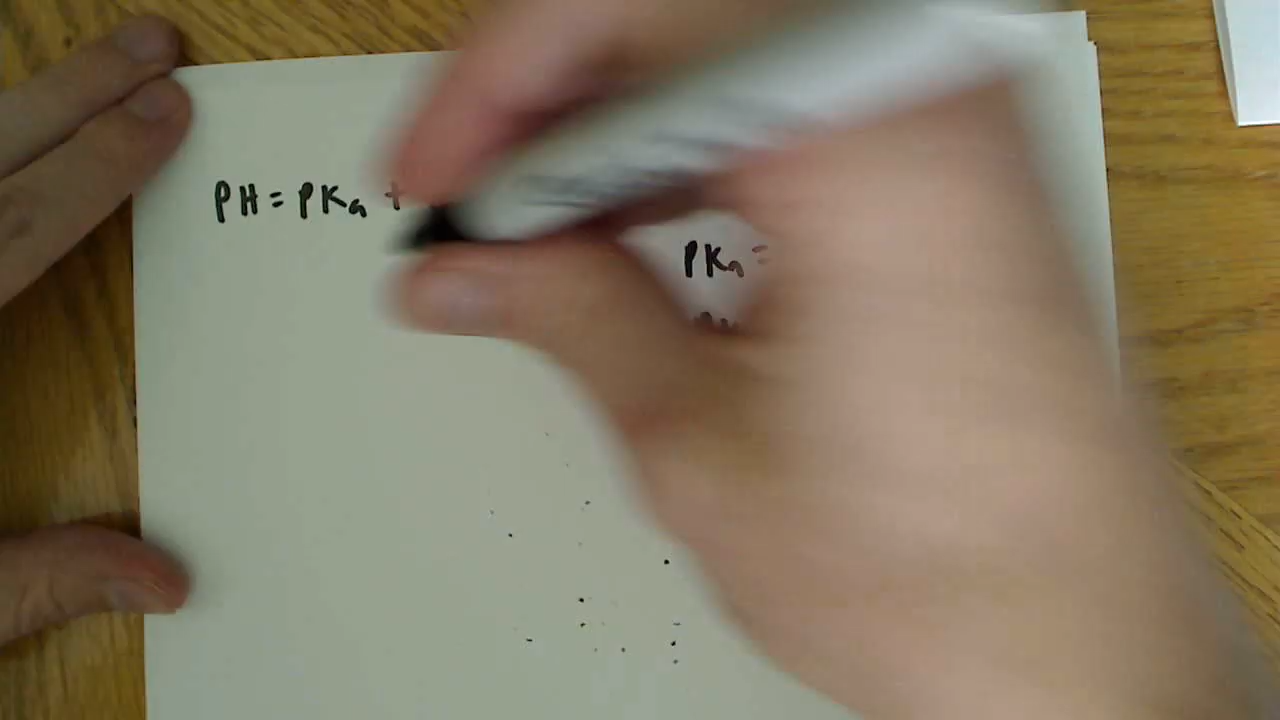 PH = PKa +
PKa =